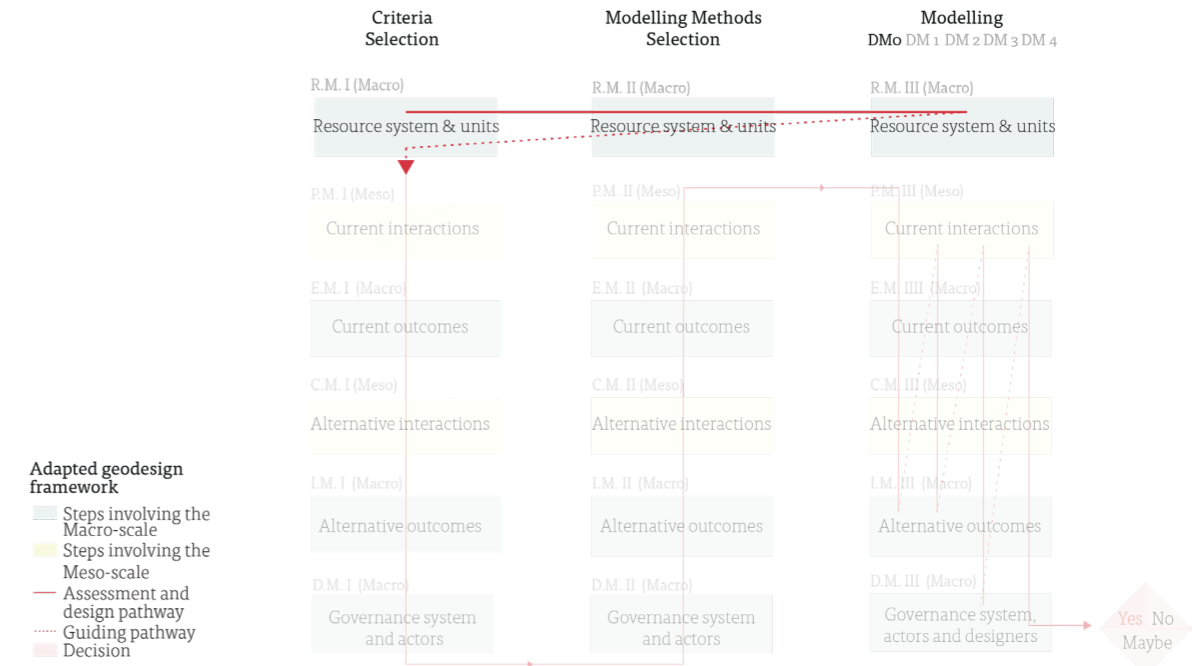 Criteria
Selection
Modelling Methods
Selection
Modelling
DM0 DM 1 DM 2 DM 3 DM 4
R.M. I (Macro)
R.M. II (Macro)
R.M. III (Macro)
Resource system & units
Resource system & units
Resource system & units
P.M. I (Meso)
P.M. II (Meso)
P.M. III (Meso)
Current interactions
Current interactions
Current interactions
E.M. I (Macro)
E.M. II (Macro)
E.M. IIII (Macro)
Current outcomes
Current outcomes
Current outcomes
C.M. I (Meso)
C.M. II (Meso)
C.M. III (Meso)
Alternative interactions
Alternative interactions
Alternative interactions
I.M. I (Macro)
I.M. II (Macro)
I.M. III (Macro)
Alternative outcomes
Alternative outcomes
Alternative outcomes
D.M. I (Macro)
D.M. II (Macro)
D.M. III (Macro)
Governance system
and actors
Governance system
and actors
Governance system,
actors and designers
Yes No
Maybe
Adapted geodesign
framework
Steps involving the
Macro-scale
Steps involving the
Meso-scale
Assessment and
design pathway
Guiding pathway
Decision